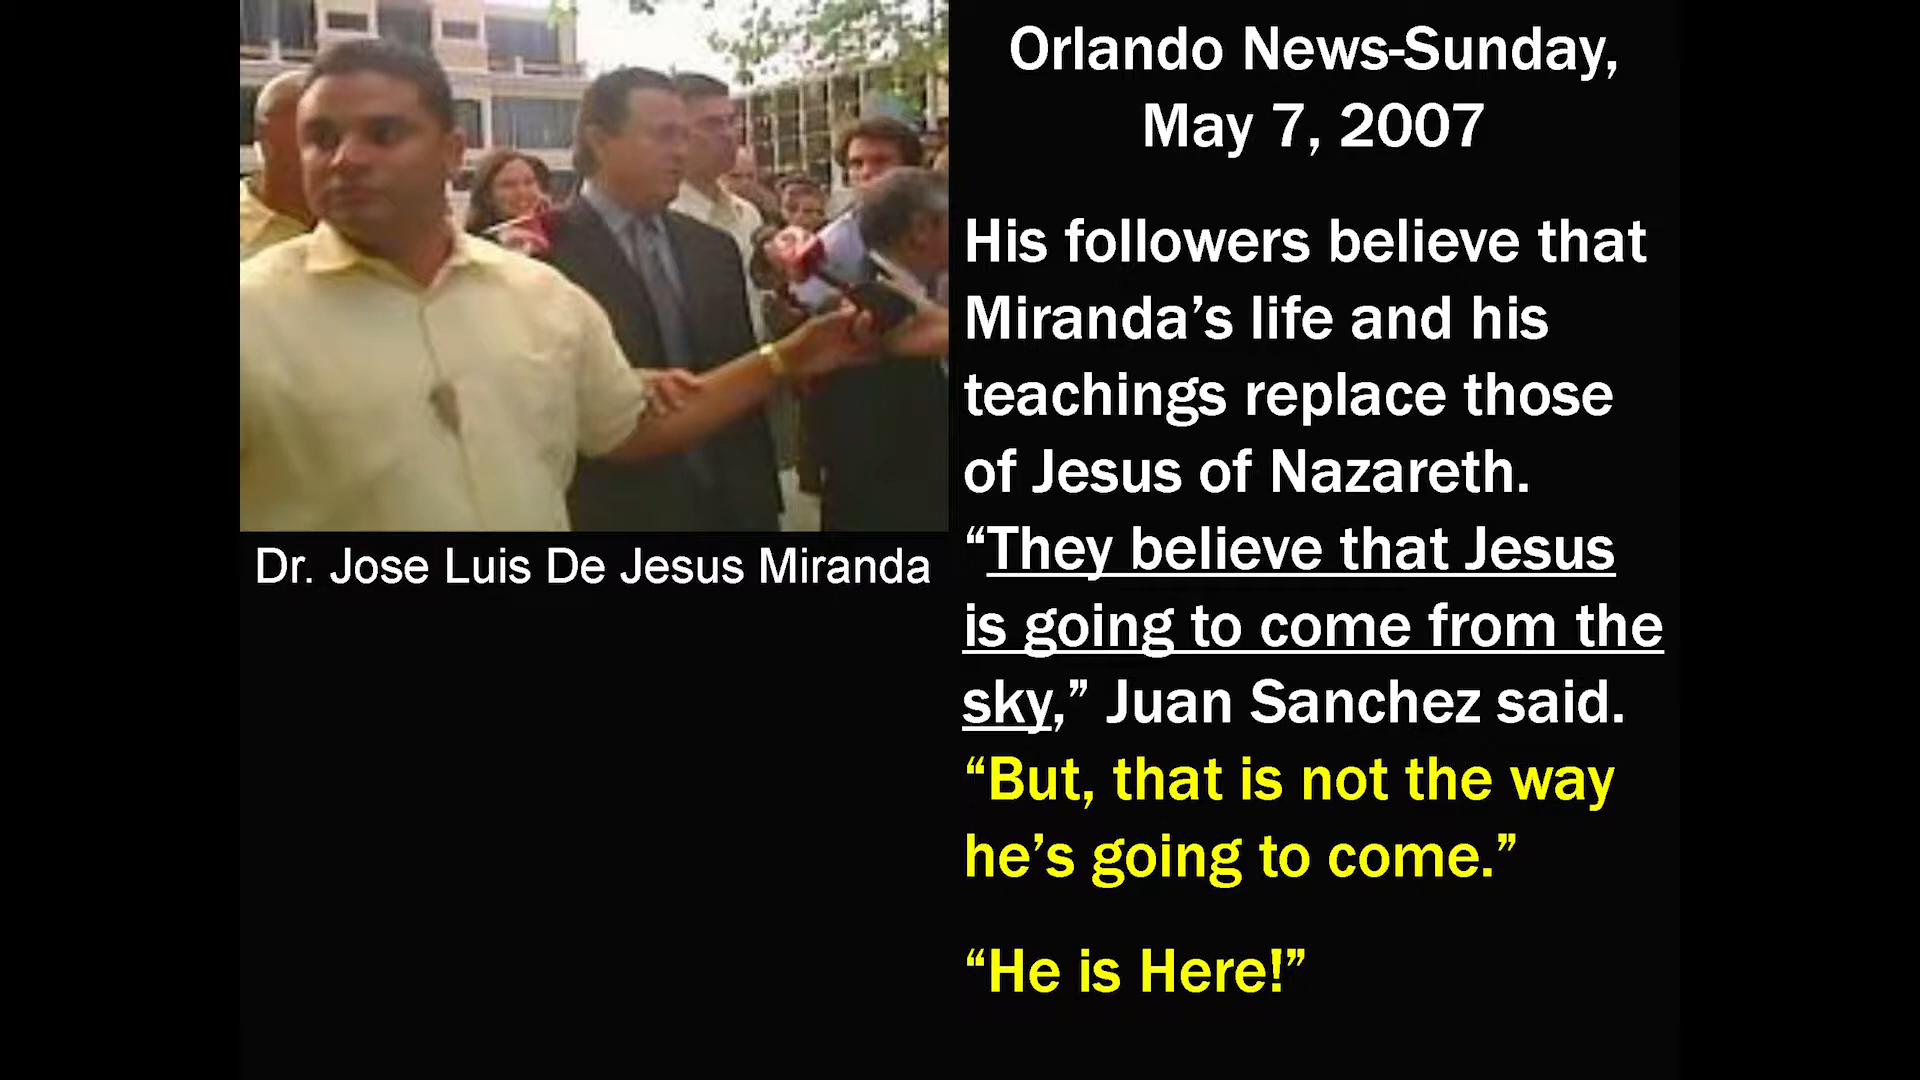 Orlando News-Sunday,
May 7, 2007
His followers believe that
Miranda’s life and his
teachings replace those
of Jesus of Nazareth.
“They believe that Jesus
is going to come from the
sky,” Juan Sanchez said.
“But, that is not the way
he’s going to come.”
“He is Here!”
Dr. Jose Luis De Jesus Miranda